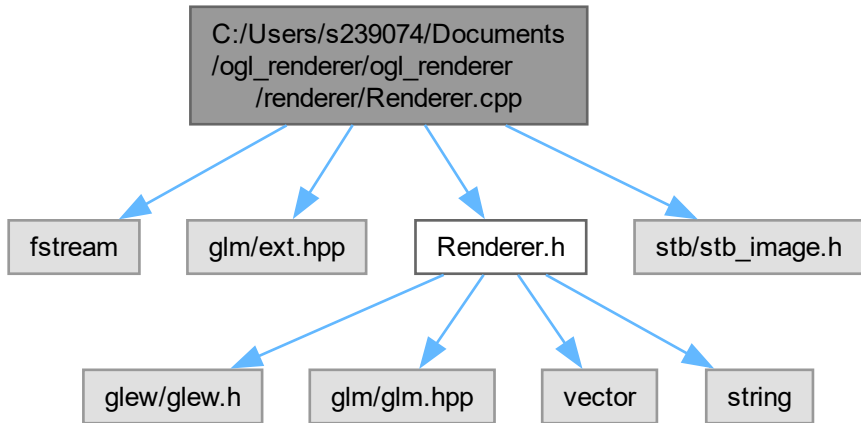 C:/Users/s239074/Documents
/ogl_renderer/ogl_renderer
/renderer/Renderer.cpp
fstream
glm/ext.hpp
Renderer.h
stb/stb_image.h
glew/glew.h
glm/glm.hpp
vector
string